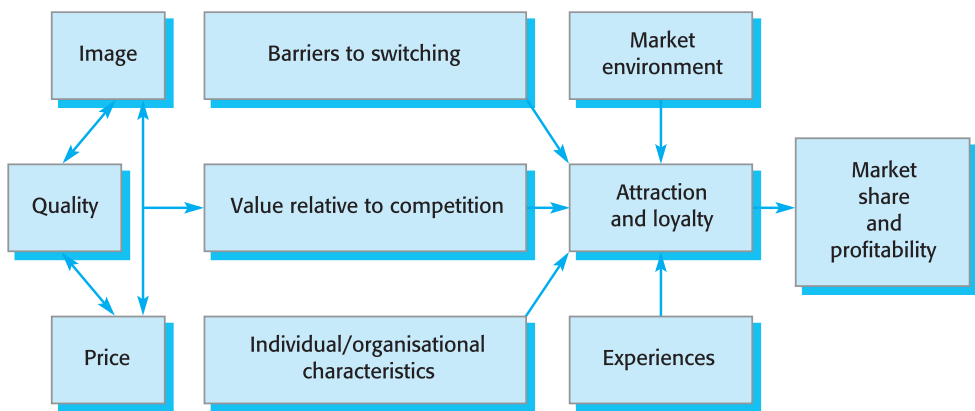 Image
Barriers to switching
Market
environment
Quality
Value relative to competition
Attraction
and loyalty
Market
share
and
profitability
Price
Individual/organisational
characteristics
Experiences